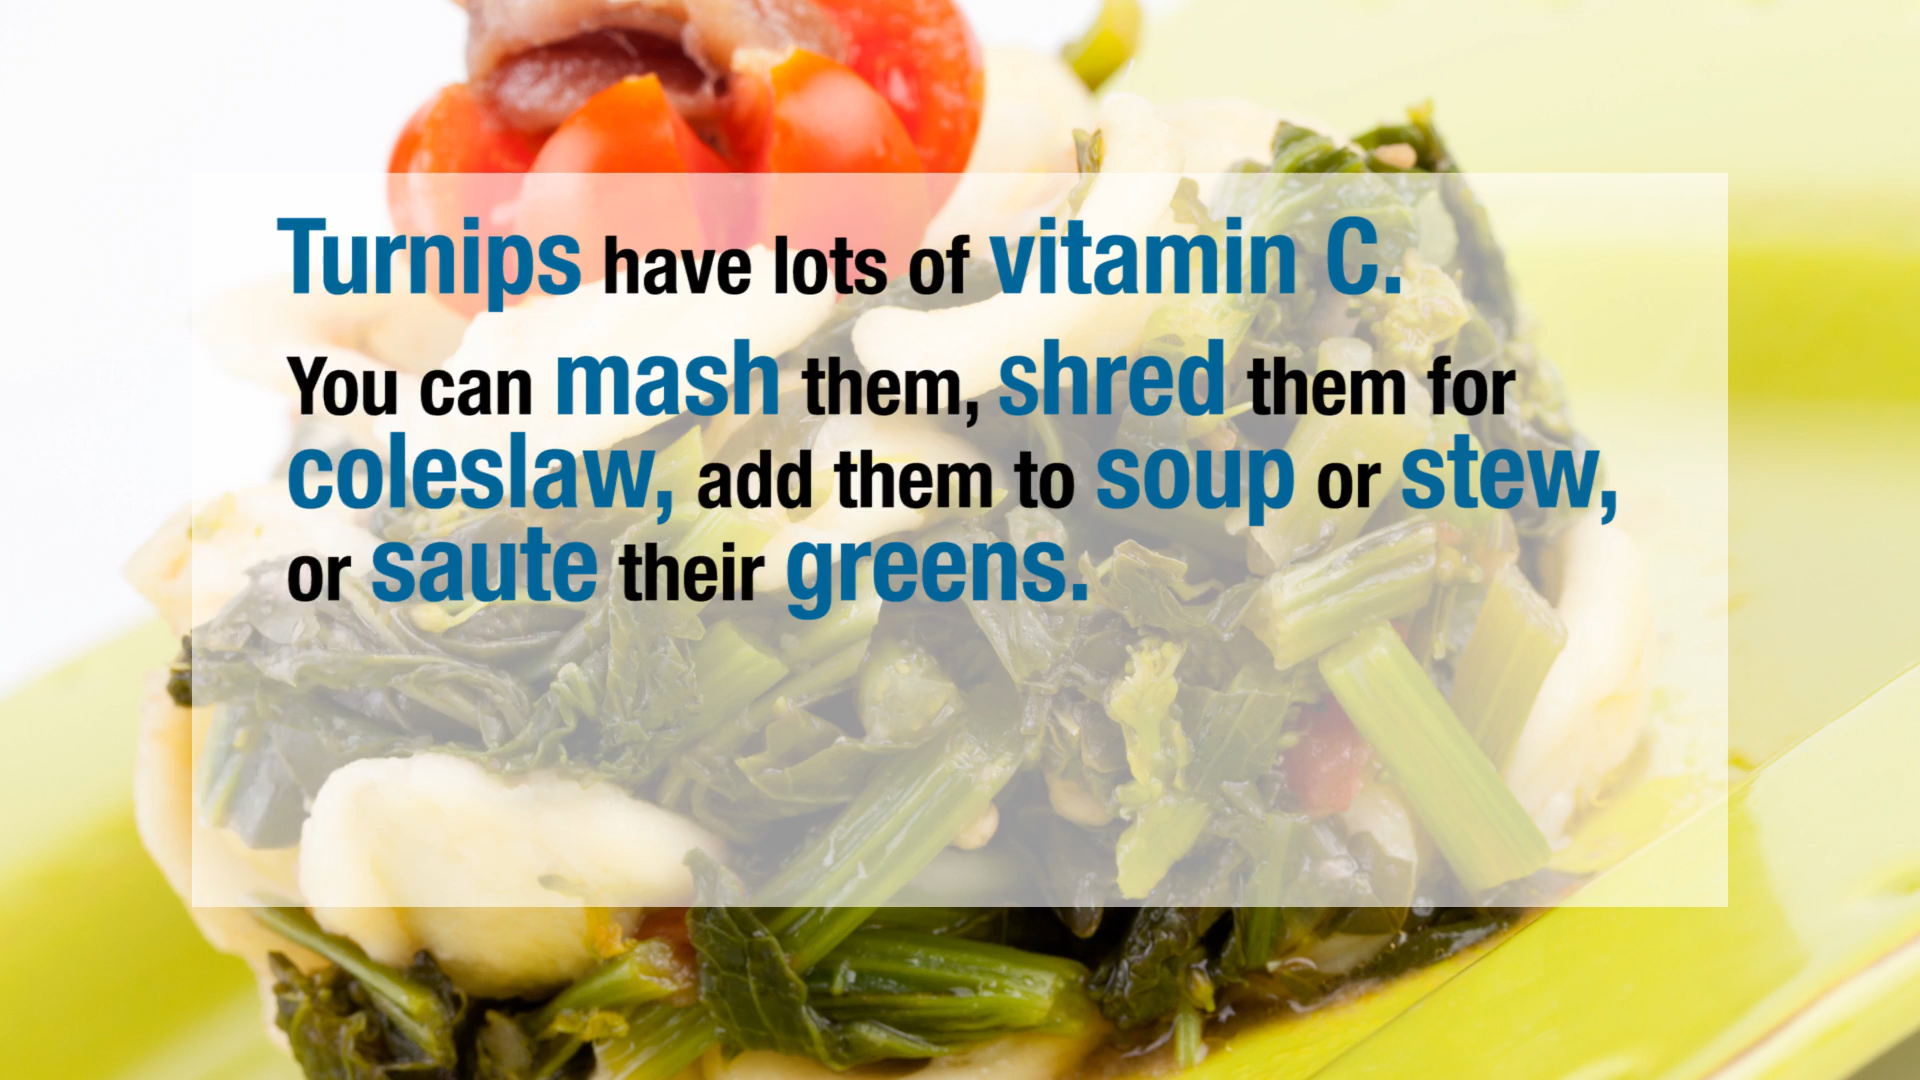 Turnips have lots of vitamin C.
You can mash them, shred them for
coleslaw, add them to soup or stew,
or saute their greens.